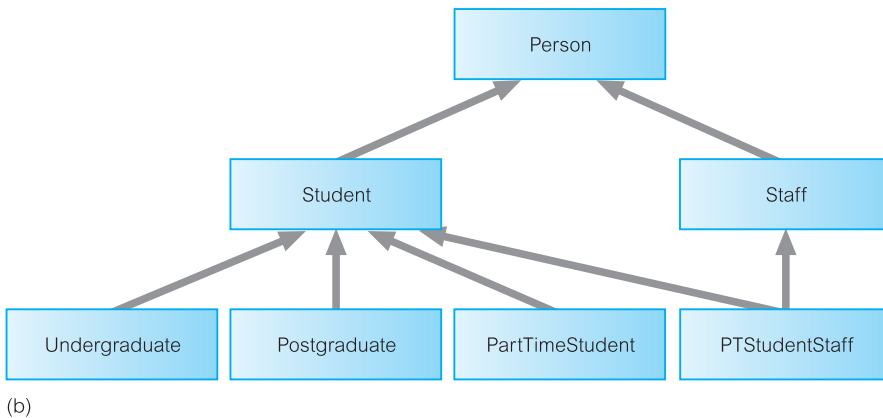 Person
Student
Staff
Undergraduate
Postgraduate
PartTimeStudent
PTStudentStaff
(b)